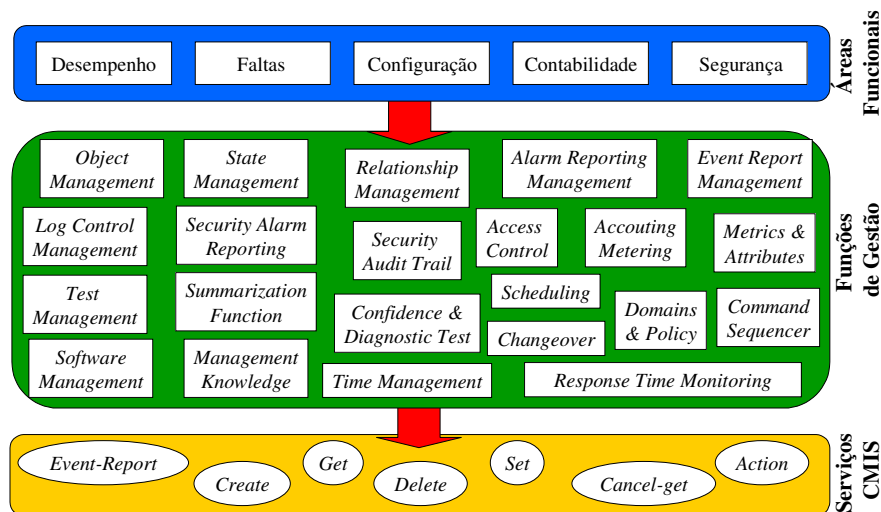 Desempenho
Faltas
Configuração
Contabilidade
Segurança
Áreas
Funcionais
Object
Management
State
Management
Relationship
Management
Alarm Reporting
Management
Event Report
Management
Log Control
Management
Security Alarm
Reporting
Security
Audit Trail
Access
Control
Accouting
Metering
Metrics &
Attributes
Test
Management
Summarization
Function
Confidence &
Diagnostic Test
Scheduling
Changeover
Domains
& Policy
Command
Sequencer
Software
Management
Management
Knowledge
Time Management
Response Time Monitoring
Funções
de Gestão
Event-Report
Create
Get
Delete
Set
Cancel-get
Action
Serviços
CMIS